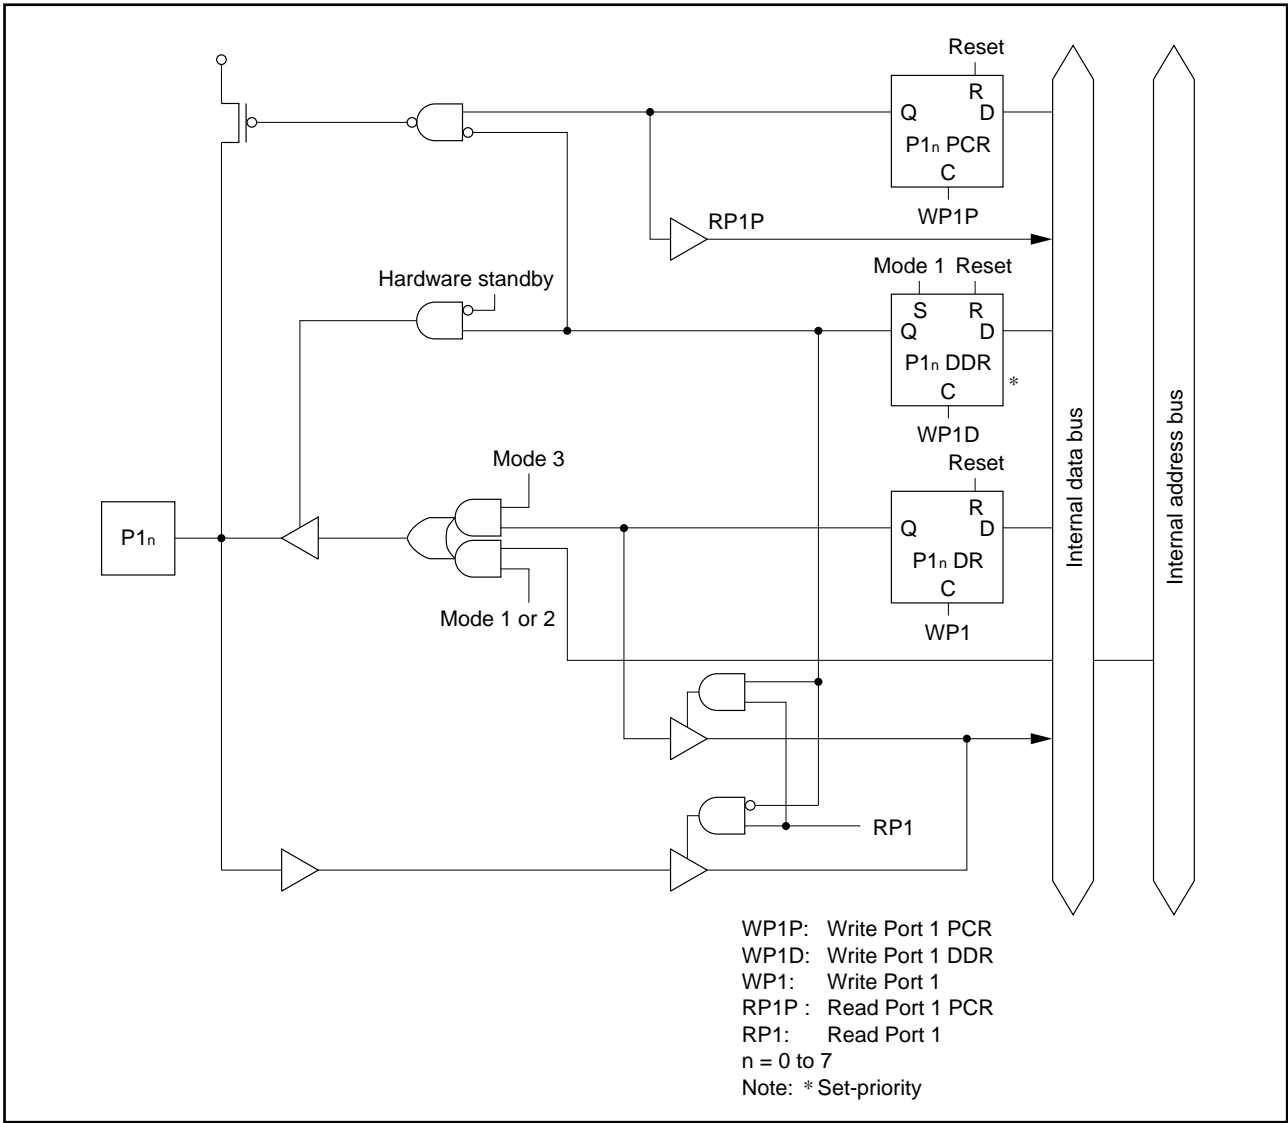 Reset
R
Q D
P1n PCR
C
WP1P
RP1P
Mode 1 Reset
Hardware standby
S R
Q D
P1n DDR
*
C
WP1D
Mode 3
Reset
R
Q D
P1n
P1n DR
C
Mode 1 or 2
WP1
Internal data bus
Internal address bus
RP1
WP1P: Write Port 1 PCR
WP1D: Write Port 1 DDR
WP1: Write Port 1
RP1P : Read Port 1 PCR
RP1: Read Port 1
n = 0 to 7
Note: * Set-priority